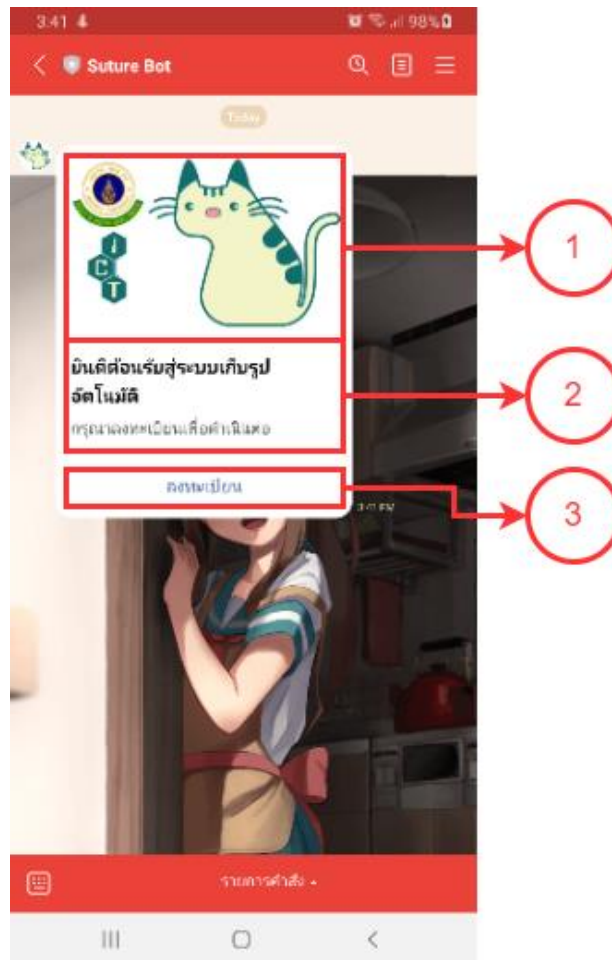 3.41
98%
Suture Bot
Today
1
I
C
T
ยินดีต้อนรับสู่ระบบเก็บรูป
อัตโนมัติ
2
กรุณาลงทะเบียนเพื่อดำเนินต่อ
ลงทะเบียน
3
3:41 PM
รายการคำสั่ง